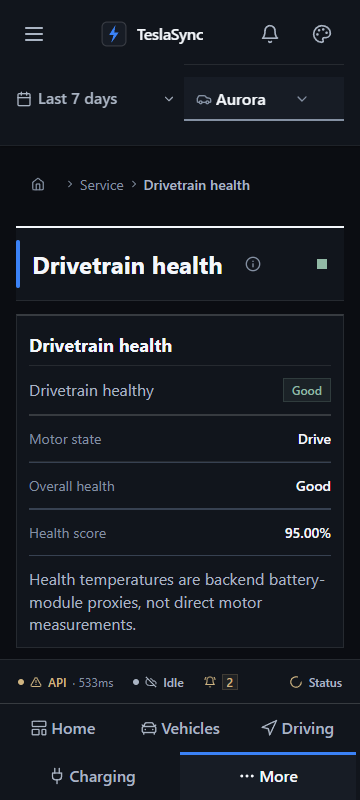 TeslaSync
Last 7 days
Aurora
Service
Drivetrain health
Drivetrain health
Drivetrain health
Drivetrain healthy
Good
Motor state
Drive
Overall health
Good
Health score
95.00%
Health temperatures are backend battery-
module proxies, not direct motor
measurements.
API · 533ms
Idle
2
Status
Home
Vehicles
Driving
Charging
More